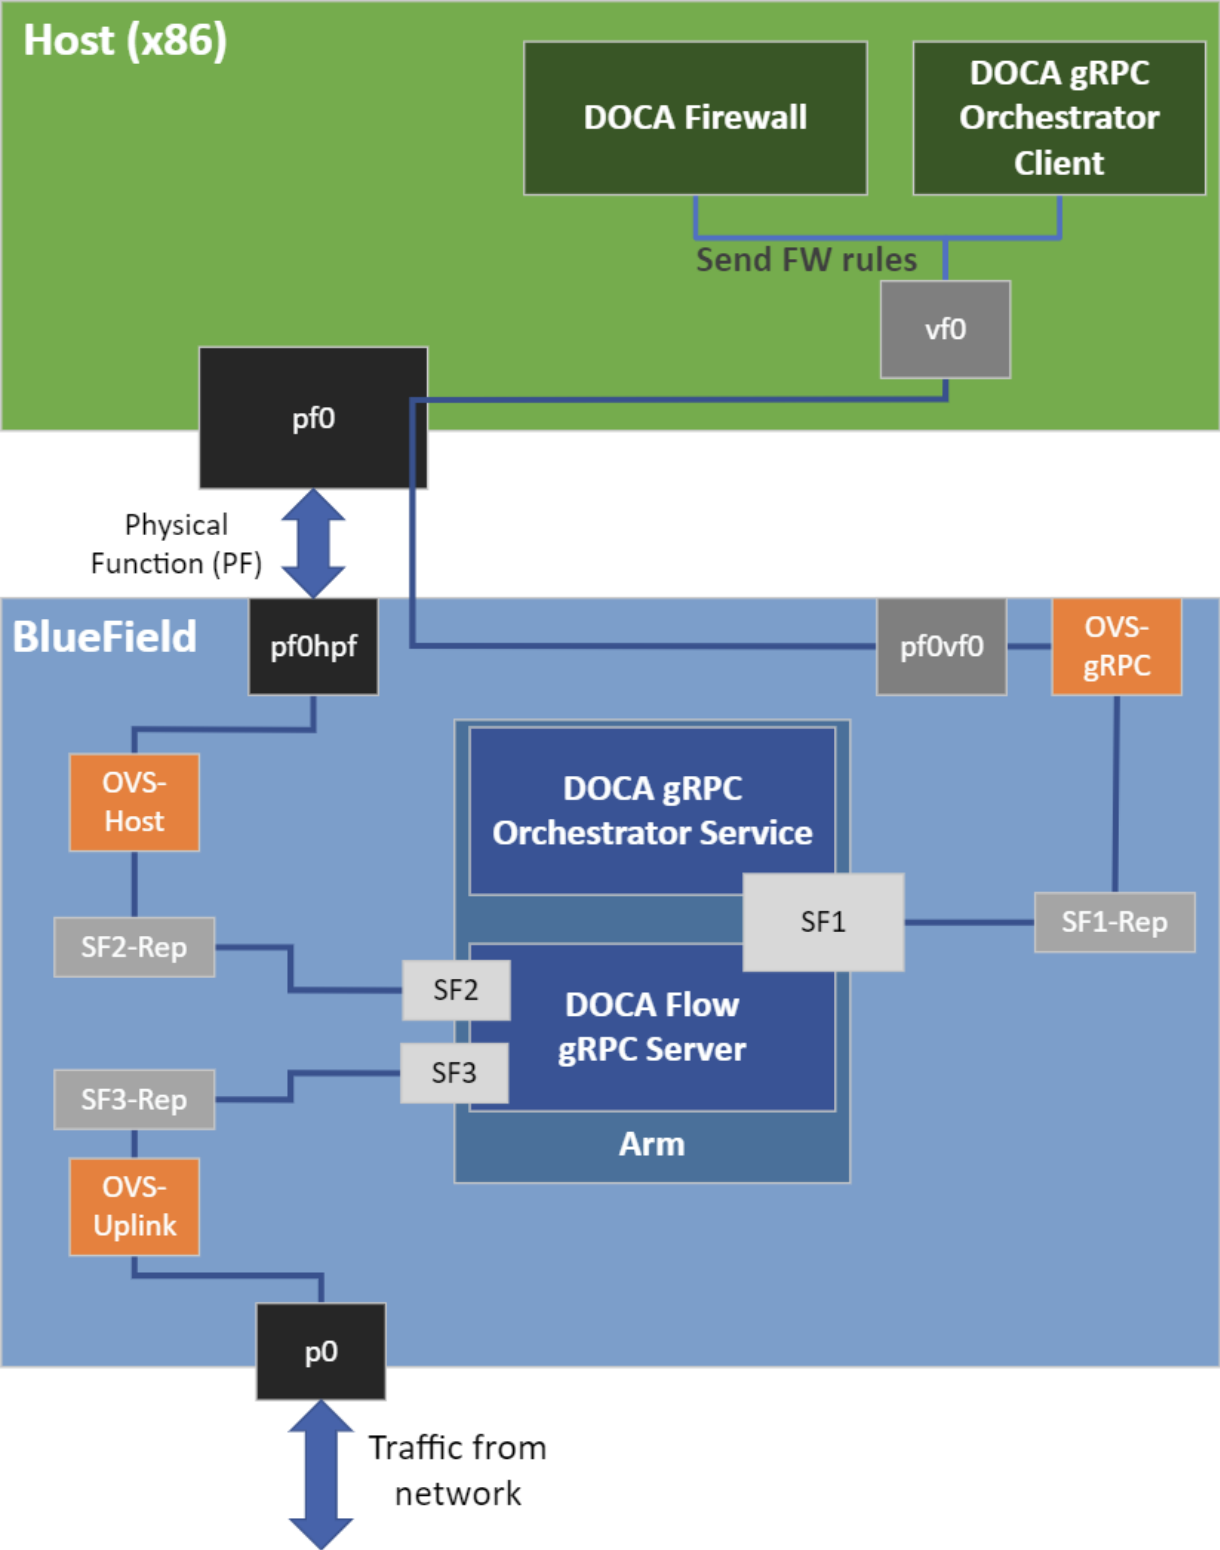 Host (x86)
DOCA Firewall
DOCA gRPC
Orchestrator
Client
Send FW rules
vf0
pf0
Physical
Function (PF)
BlueField
pf0hpf
pf0vf0
OVS-
gRPC
OVS-
Host
DOCA gRPC
Orchestrator Service
SF1
SF1-Rep
SF2-Rep
SF2
DOCA Flow
gRPC Server
SF3
SF3-Rep
Arm
OVS-
Uplink
p0
Traffic from
network